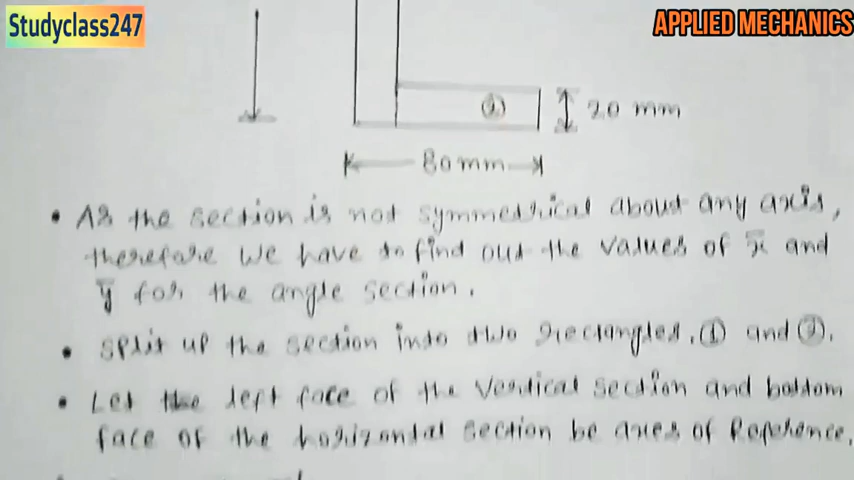 Studyclass247
APPLIED MECHANICS
②
20 mm
80mm
• As the section is not symmetrical about any axis,
therefore we have to find out the values of x̄ and
ȳ for the angle section.
• Split up the section into two rectangles. ① and ②.
• Let the left face of the vertical section and bottom
face of the horizontal section be axes of Reference.